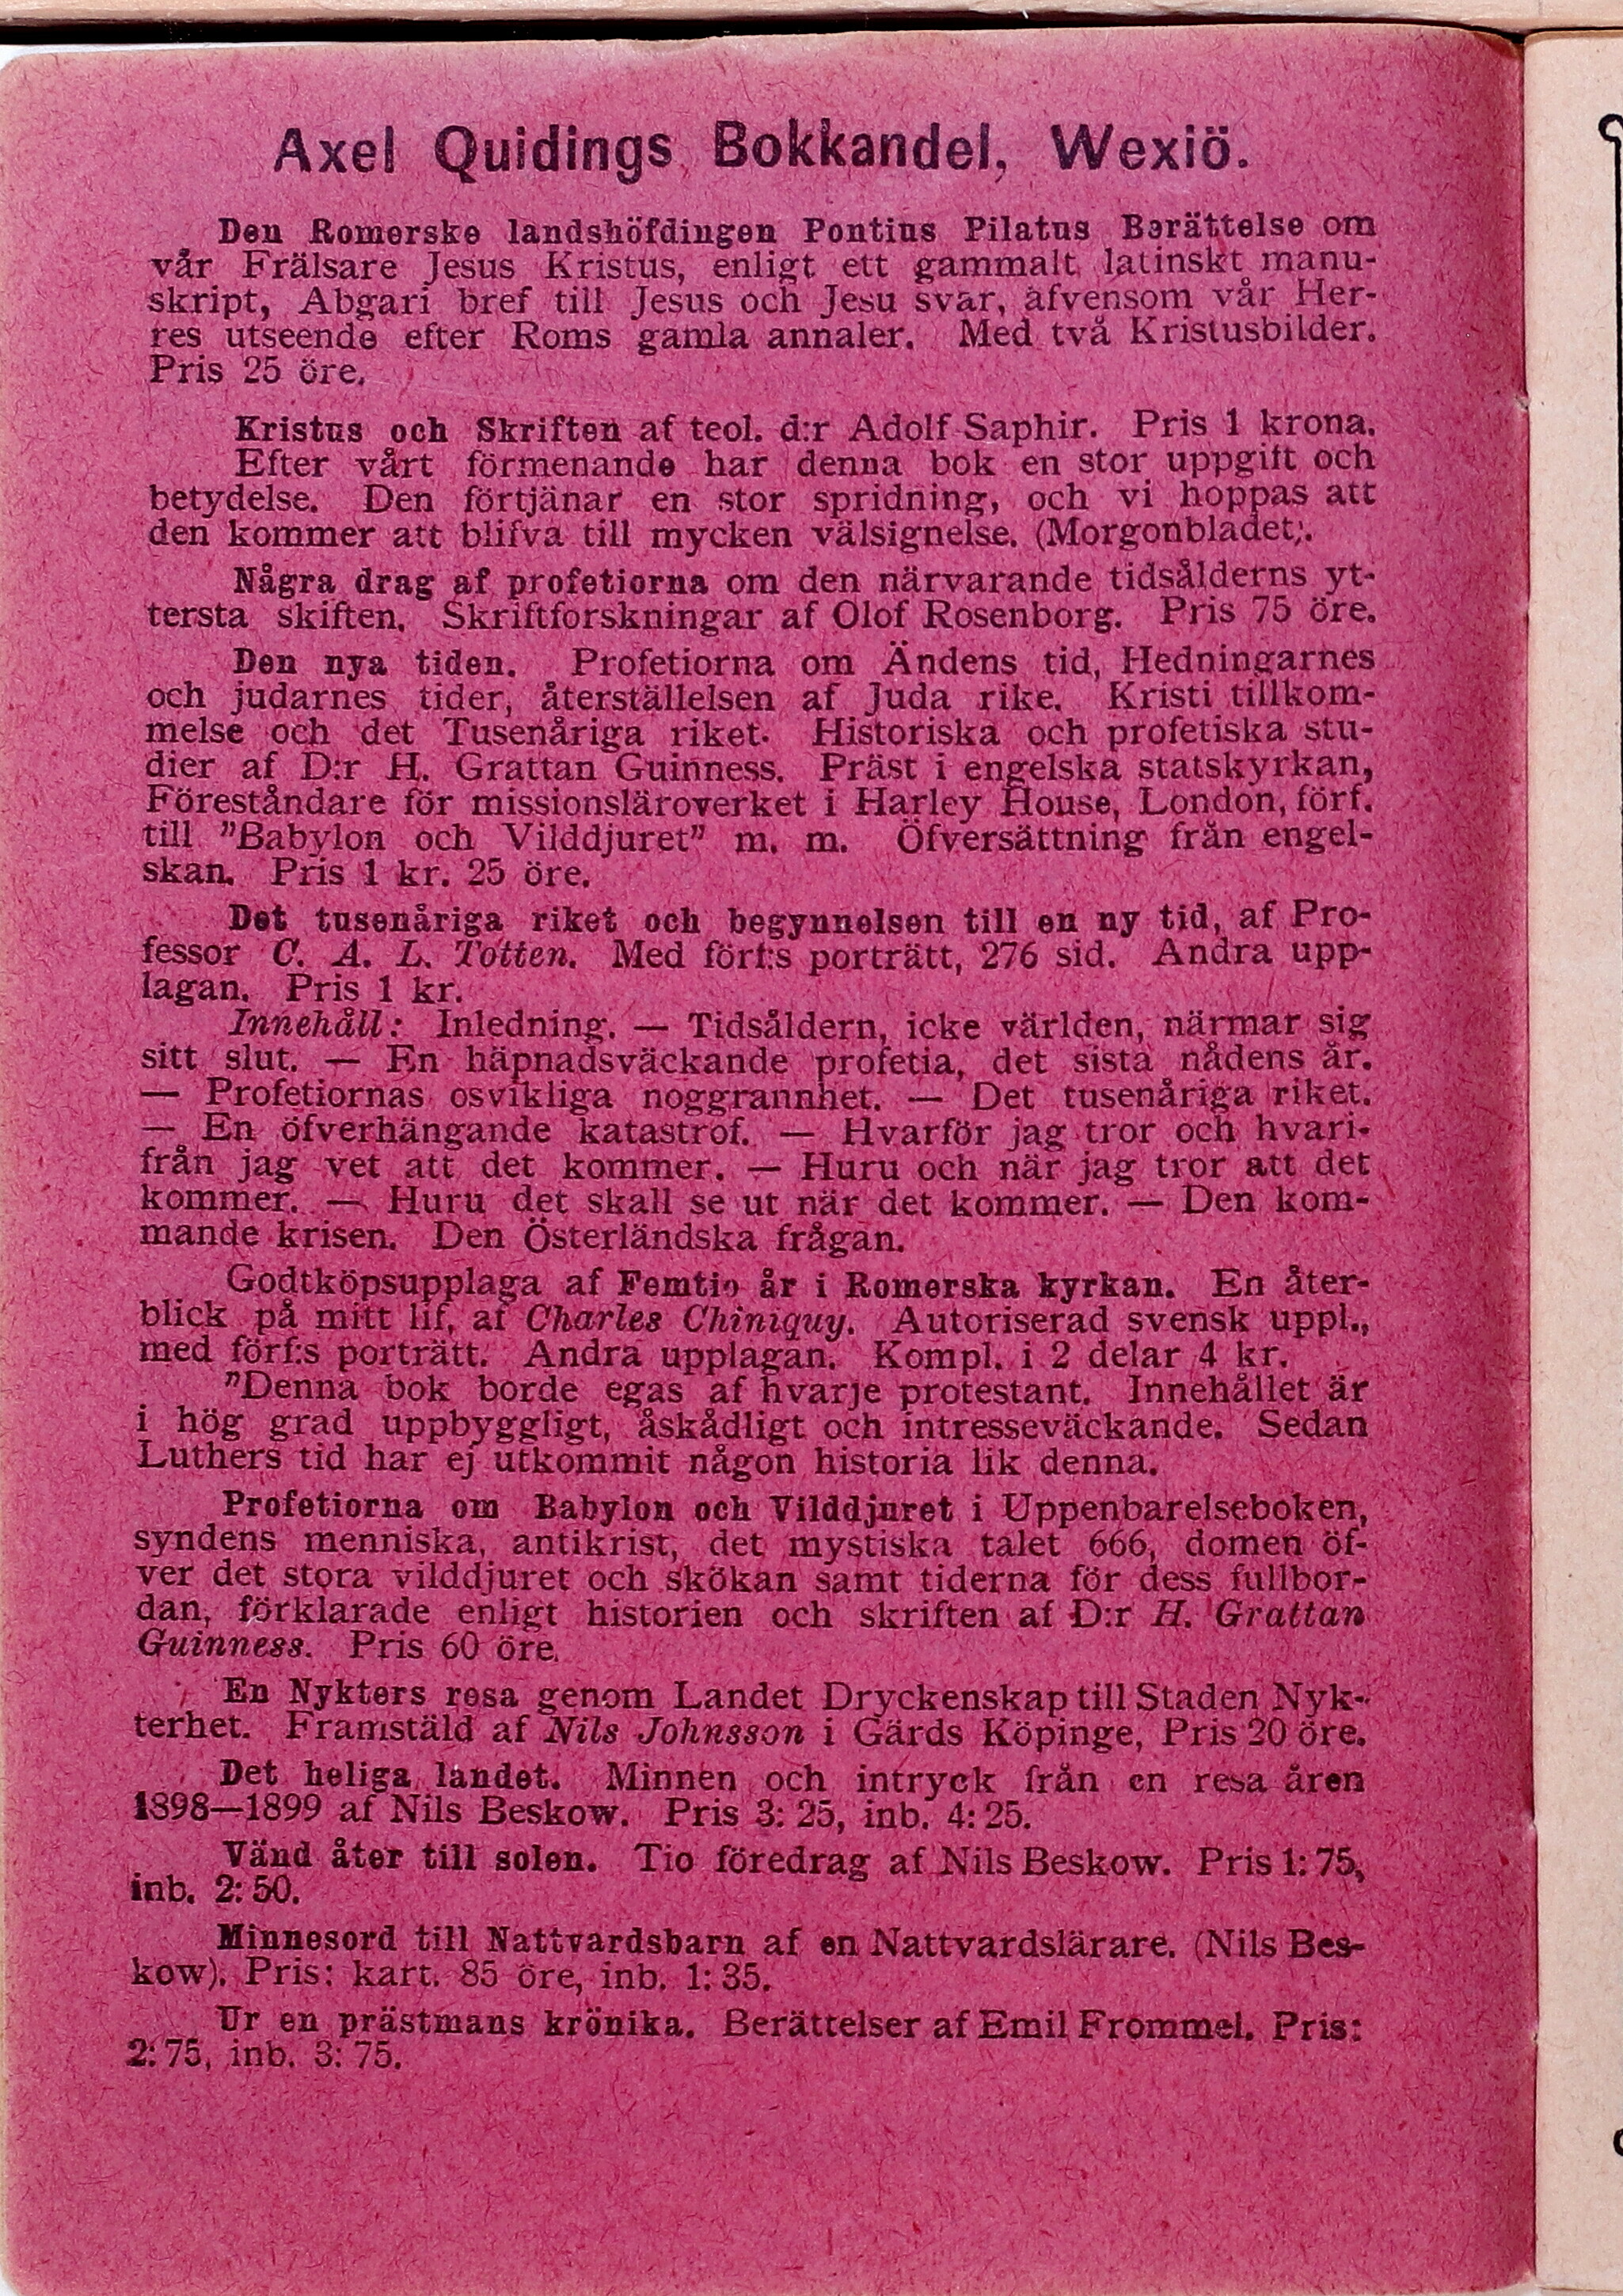 Axel Quidings Bokkandel, Wexiö.
Den Romerske landshöfdingen Pontius Pilatus Berättelse om
vår Frälsare Jesus Kristus, enligt ett gammalt latinskt manu-
skript, Abgari bref till Jesus och Jesu svar, äfvensom vår Her-
res utseende efter Roms gamla annaler. Med två Kristusbilder.
Pris 25 öre.
Kristus och Skriften af teol. d:r Adolf Saphir. Pris 1 krona.
Efter vårt förmenande har denna bok en stor uppgift och
betydelse. Den förtjänar en stor spridning, och vi hoppas att
den kommer att blifva till mycken välsignelse. (Morgonbladet).
Några drag af profetiorna om den närvarande tidsålderns yt-
tersta skiften. Skriftforskningar af Olof Rosenborg. Pris 75 öre.
Den nya tiden. Profetiorna om Ändens tid, Hedningarnes
och judarnes tider, återställelsen af Juda rike. Kristi tillkom-
melse och det Tusenåriga riket. Historiska och profetiska stu-
dier af D:r H. Grattan Guinness. Präst i engelska statskyrkan,
Föreståndare för missionsläroverket i Harley House, London, förf.
till "Babylon och Vilddjuret" m. m. Öfversättning från engel-
skan. Pris 1 kr. 25 öre.
Det tusenåriga riket och begynnelsen till en ny tid, af Pro-
fessor C. A. L. Totten. Med förf:s porträtt, 276 sid. Andra upp-
lagan. Pris 1 kr.
Innehåll: Inledning. — Tidsåldern, icke världen, närmar sig
sitt slut. — En häpnadsväckande profetia, det sista nådens år.
— Profetiornas osvikliga noggrannhet. — Det tusenåriga riket.
— En öfverhängande katastrof. — Hvarför jag tror och hvari-
från jag vet att det kommer. — Huru och när jag tror att det
kommer. — Huru det skall se ut när det kommer. — Den kom-
mande krisen. Den Österländska frågan.
Godtköpsupplaga af Femtio år i Romerska kyrkan. En åter-
blick på mitt lif, af Charles Chiniquy. Autoriserad svensk uppl.,
med förf:s porträtt. Andra upplagan. Kompl. i 2 delar 4 kr.
"Denna bok borde egas af hvarje protestant. Innehållet är
i hög grad uppbyggligt, åskådligt och intresseväckande. Sedan
Luthers tid har ej utkommit någon historia lik denna.
Profetiorna om Babylon och Vilddjuret i Uppenbarelseboken,
syndens menniska, antikrist, det mystiska talet 666, domen öf-
ver det stora vilddjuret och skökan samt tiderna för dess fullbor-
dan, förklarade enligt historien och skriften af D:r H. Grattan
Guinness. Pris 60 öre.
En Nykters resa genom Landet Dryckenskap till Staden Nyk-
terhet. Framstäld af Nils Johnsson i Gärds Köpinge, Pris 20 öre.
Det heliga landet. Minnen och intryck från en resa åren
1898—1899 af Nils Beskow. Pris 3: 25, inb. 4: 25.
Vänd åter till solen. Tio föredrag af Nils Beskow. Pris 1: 75,
inb. 2: 50.
Minnesord till Nattvardsbarn af en Nattvardslärare. (Nils Bes-
kow). Pris: kart. 85 öre, inb. 1: 35.
Ur en prästmans krönika. Berättelser af Emil Frommel. Pris:
2: 75, inb. 3: 75.